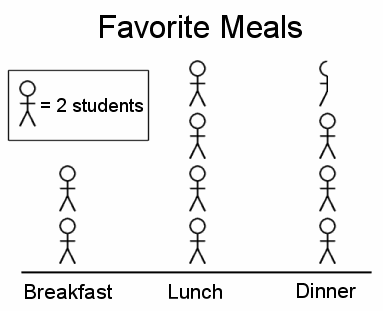 Favorite Meals
= 2 students
Breakfast Lunch Dinner